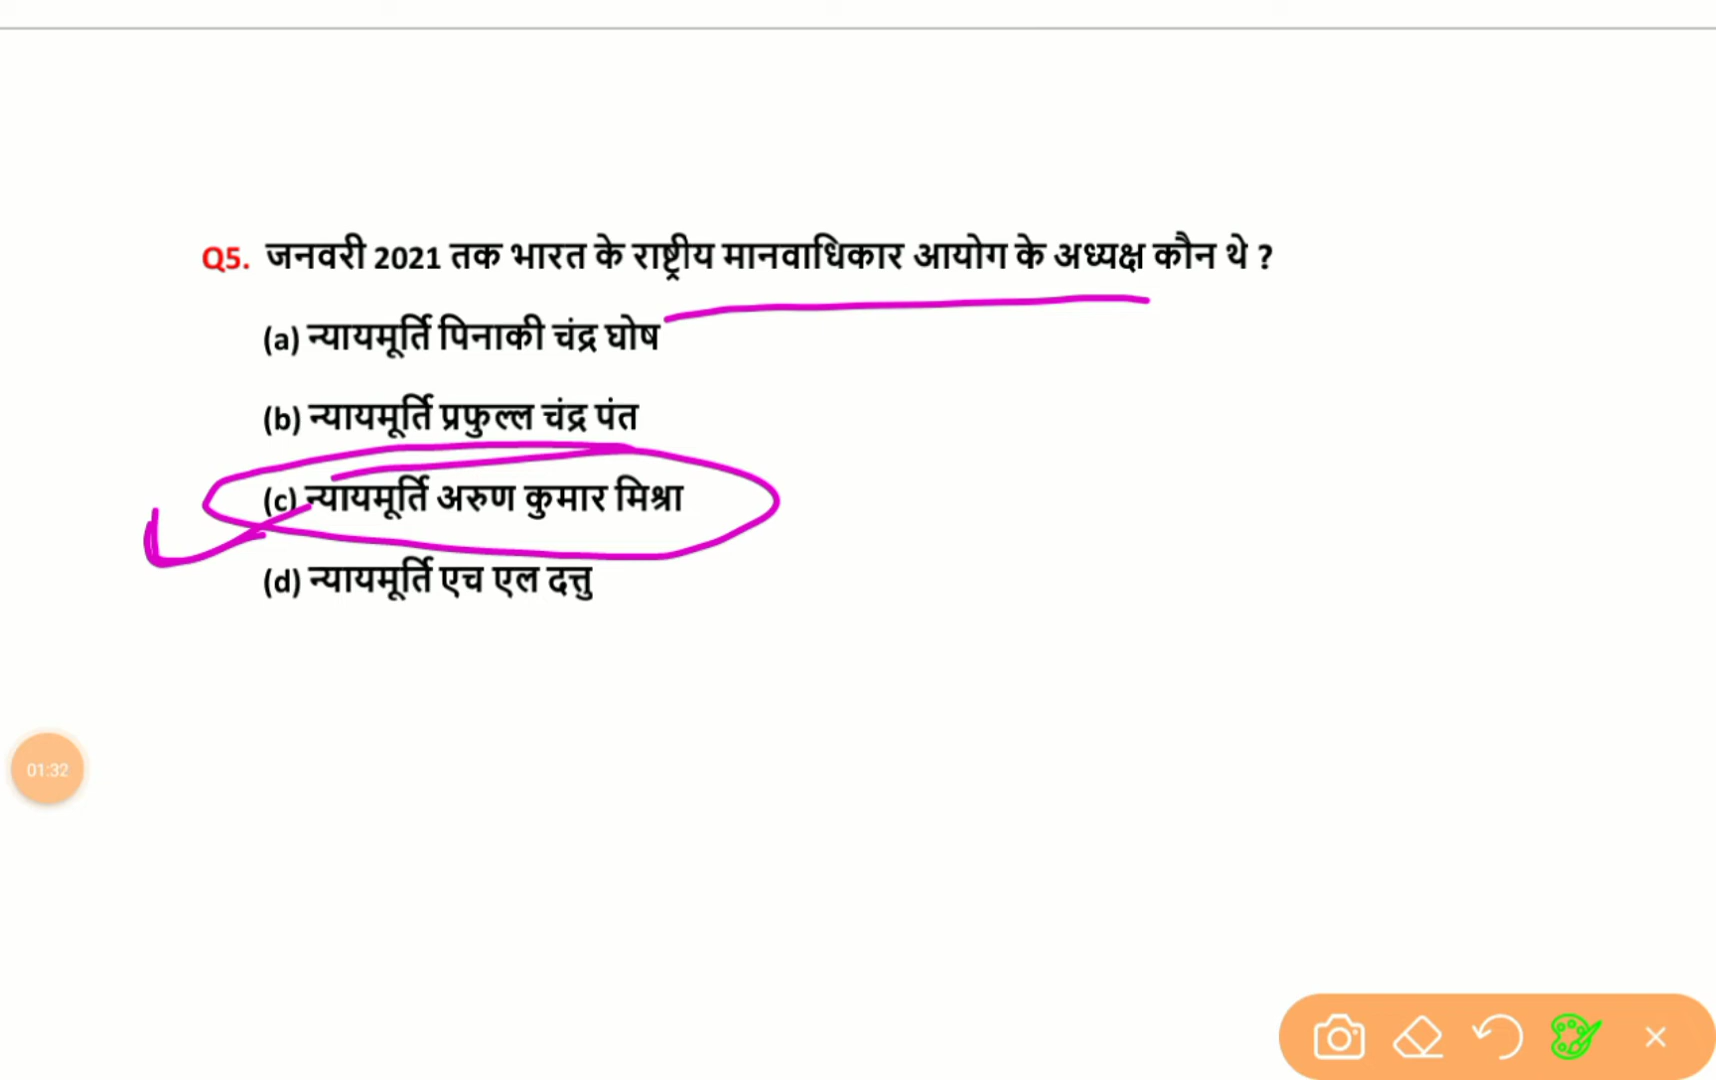 Q5. जनवरी 2021 तक भारत के राष्ट्रीय मानवाधिकार आयोग के अध्यक्ष कौन थे ?
(a) न्यायमूर्ति पिनाकी चंद्र घोष
(b) न्यायमूर्ति प्रफुल्ल चंद्र पंत
(c) न्यायमूर्ति अरुण कुमार मिश्रा
(d) न्यायमूर्ति एच एल दत्तु
01:32